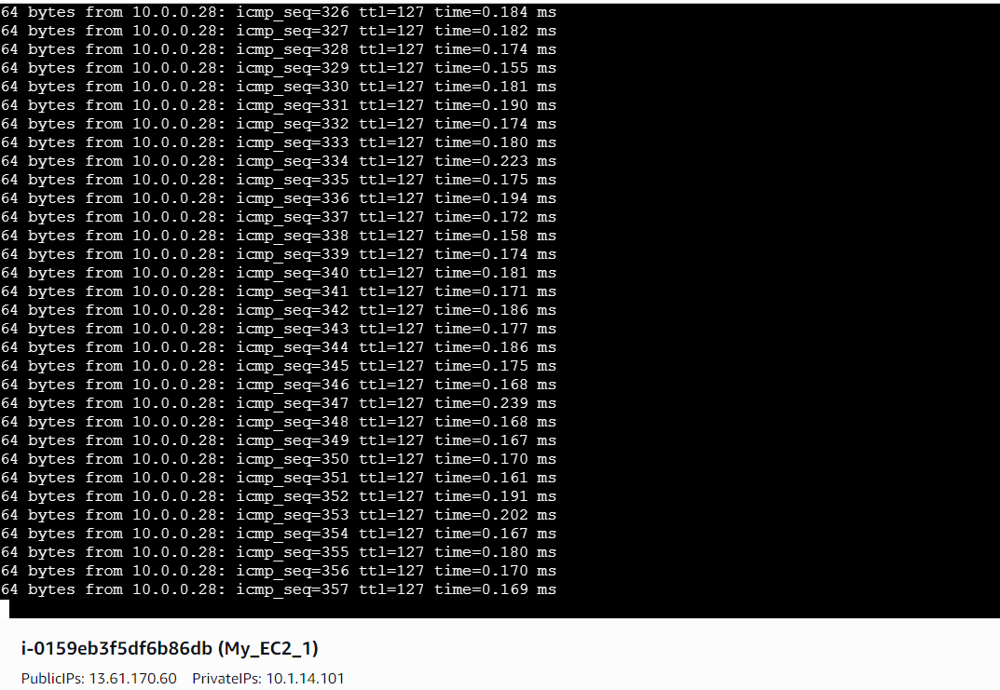 64 bytes from 10.0.0.28: icmp_seq=326 ttl=127 time=0.184 ms
64 bytes from 10.0.0.28: icmp_seq=327 ttl=127 time=0.182 ms
64 bytes from 10.0.0.28: icmp_seq=328 ttl=127 time=0.174 ms
64 bytes from 10.0.0.28: icmp_seq=329 ttl=127 time=0.155 ms
64 bytes from 10.0.0.28: icmp_seq=330 ttl=127 time=0.181 ms
64 bytes from 10.0.0.28: icmp_seq=331 ttl=127 time=0.190 ms
64 bytes from 10.0.0.28: icmp_seq=332 ttl=127 time=0.174 ms
64 bytes from 10.0.0.28: icmp_seq=333 ttl=127 time=0.180 ms
64 bytes from 10.0.0.28: icmp_seq=334 ttl=127 time=0.223 ms
64 bytes from 10.0.0.28: icmp_seq=335 ttl=127 time=0.175 ms
64 bytes from 10.0.0.28: icmp_seq=336 ttl=127 time=0.194 ms
64 bytes from 10.0.0.28: icmp_seq=337 ttl=127 time=0.172 ms
64 bytes from 10.0.0.28: icmp_seq=338 ttl=127 time=0.158 ms
64 bytes from 10.0.0.28: icmp_seq=339 ttl=127 time=0.174 ms
64 bytes from 10.0.0.28: icmp_seq=340 ttl=127 time=0.181 ms
64 bytes from 10.0.0.28: icmp_seq=341 ttl=127 time=0.171 ms
64 bytes from 10.0.0.28: icmp_seq=342 ttl=127 time=0.186 ms
64 bytes from 10.0.0.28: icmp_seq=343 ttl=127 time=0.177 ms
64 bytes from 10.0.0.28: icmp_seq=344 ttl=127 time=0.186 ms
64 bytes from 10.0.0.28: icmp_seq=345 ttl=127 time=0.175 ms
64 bytes from 10.0.0.28: icmp_seq=346 ttl=127 time=0.168 ms
64 bytes from 10.0.0.28: icmp_seq=347 ttl=127 time=0.239 ms
64 bytes from 10.0.0.28: icmp_seq=348 ttl=127 time=0.168 ms
64 bytes from 10.0.0.28: icmp_seq=349 ttl=127 time=0.167 ms
64 bytes from 10.0.0.28: icmp_seq=350 ttl=127 time=0.170 ms
64 bytes from 10.0.0.28: icmp_seq=351 ttl=127 time=0.161 ms
64 bytes from 10.0.0.28: icmp_seq=352 ttl=127 time=0.191 ms
64 bytes from 10.0.0.28: icmp_seq=353 ttl=127 time=0.202 ms
64 bytes from 10.0.0.28: icmp_seq=354 ttl=127 time=0.167 ms
64 bytes from 10.0.0.28: icmp_seq=355 ttl=127 time=0.180 ms
64 bytes from 10.0.0.28: icmp_seq=356 ttl=127 time=0.170 ms
64 bytes from 10.0.0.28: icmp_seq=357 ttl=127 time=0.169 ms
i-0159eb3f5df6b86db (My_EC2_1)
PublicIPs: 13.61.170.60 PrivateIPs: 10.1.14.101